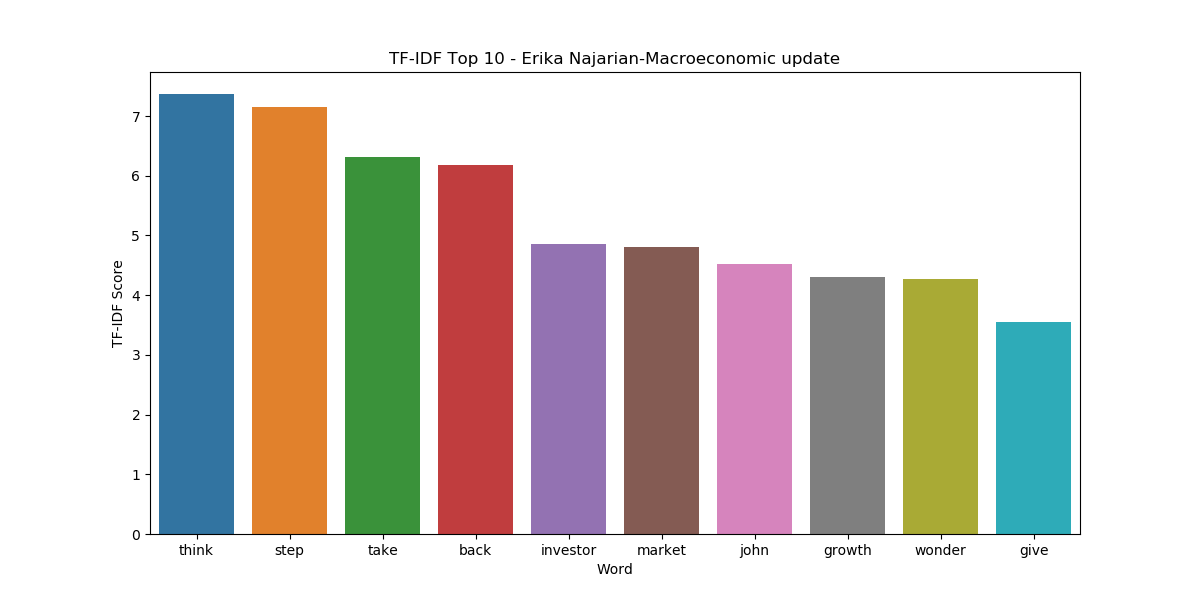 TF-IDF Top 10 - Erika Najarian-Macroeconomic update
TF-IDF Score
7
6
5
4
3
2
1
0
think step take back investor market john growth wonder give
Word